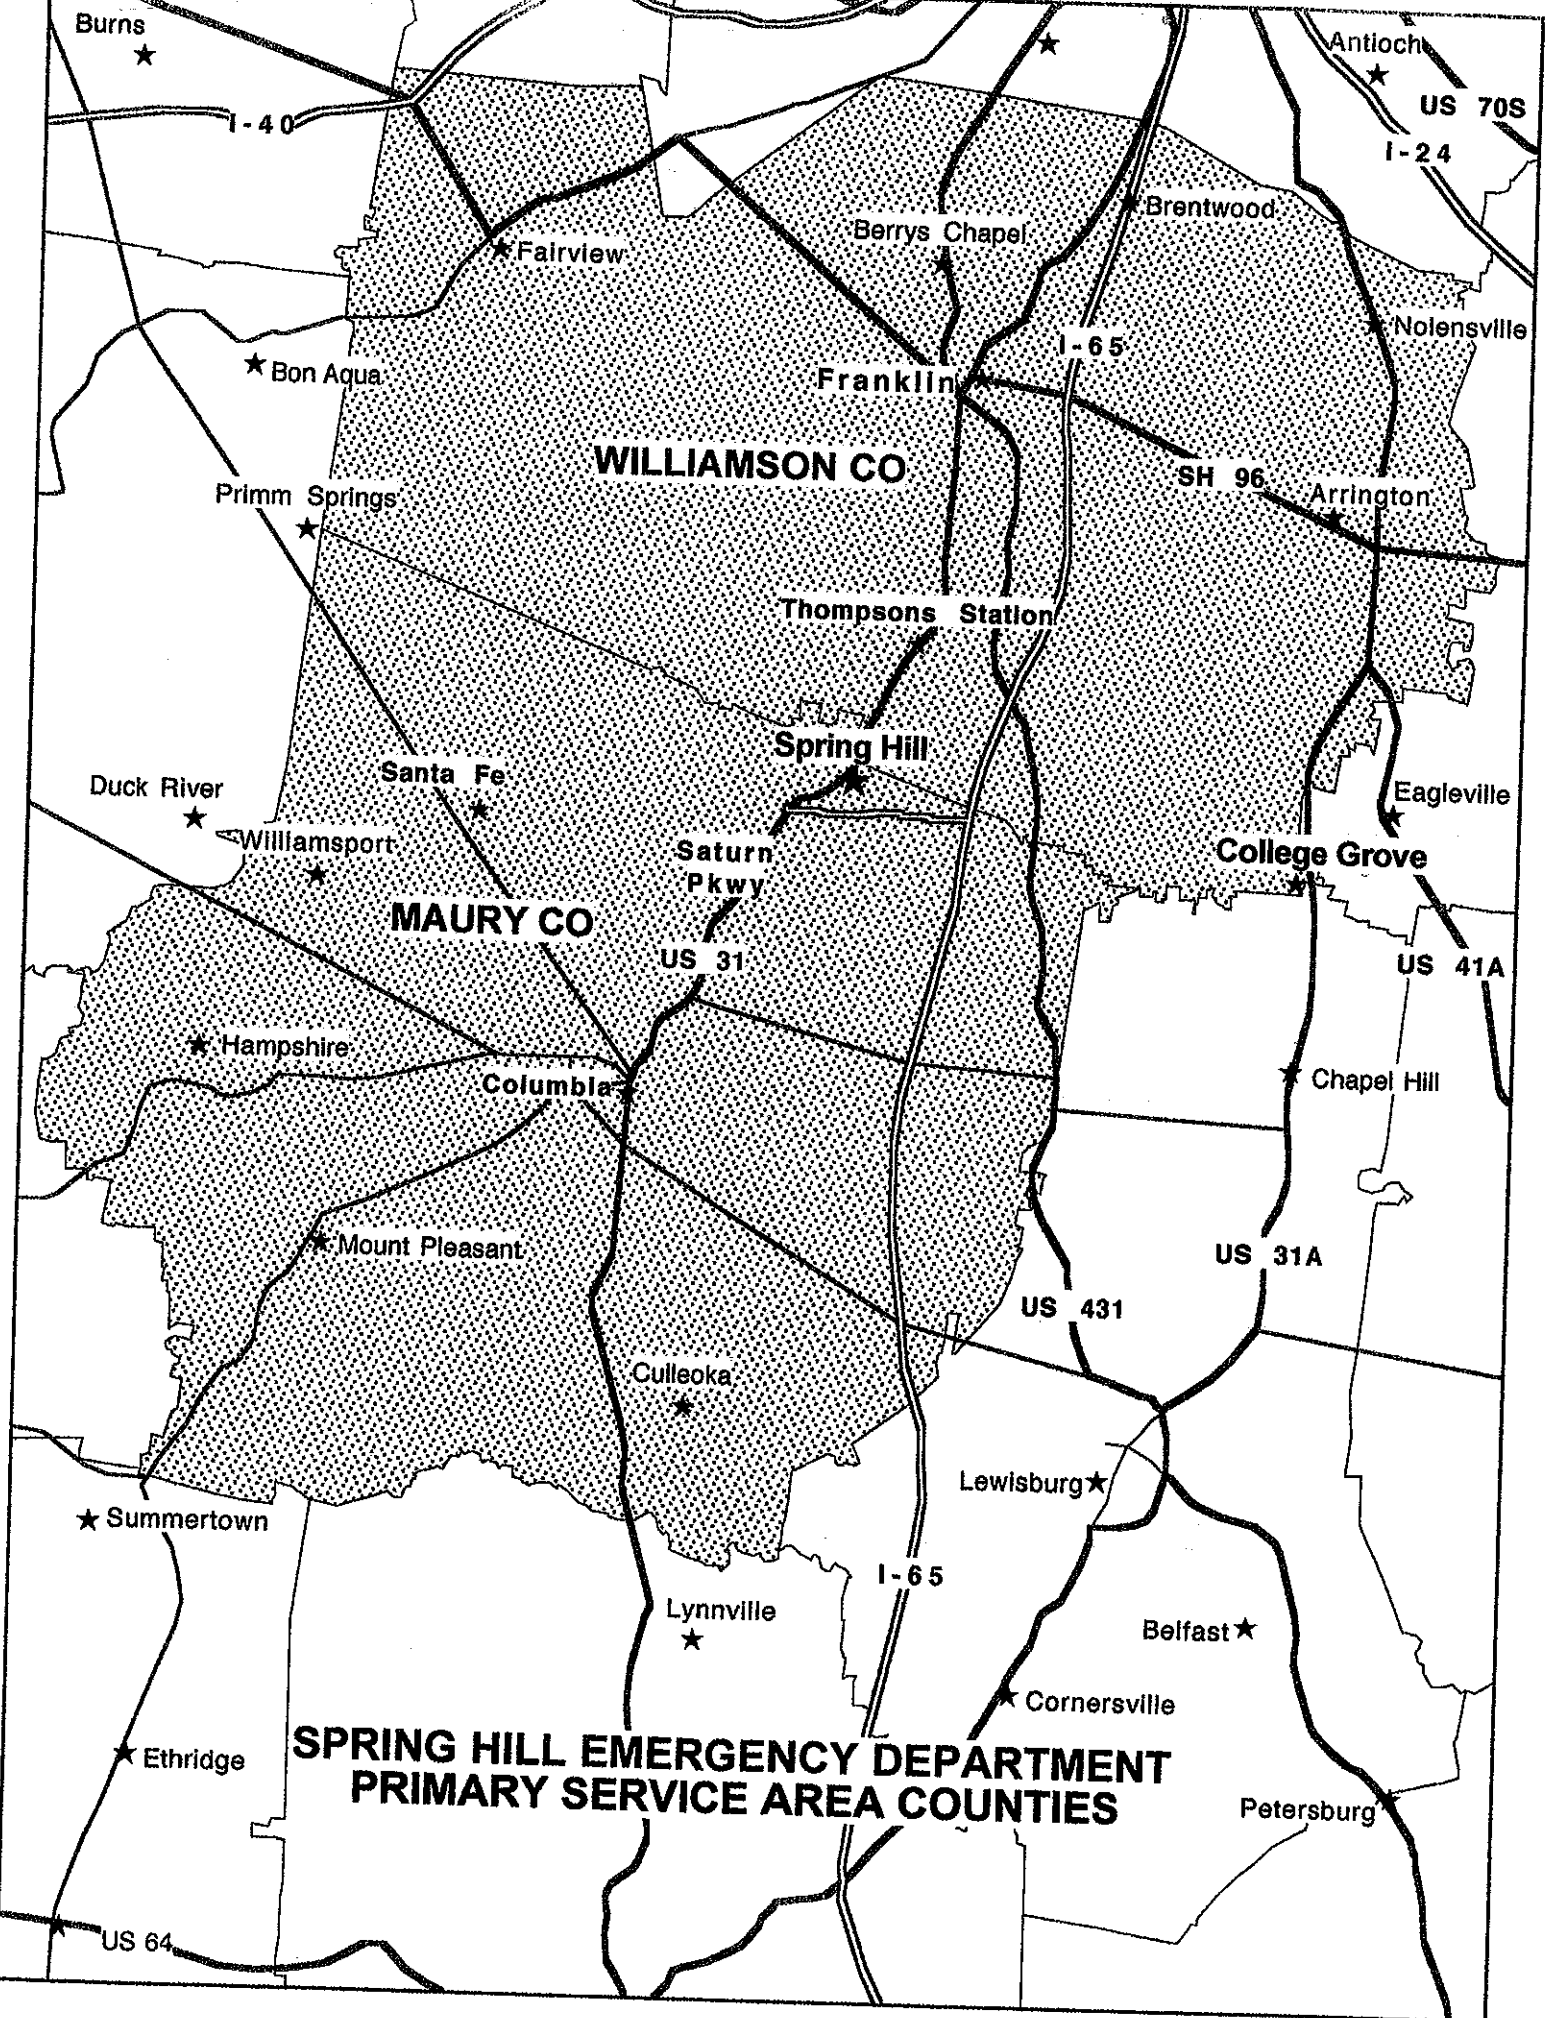 Burns
Antioch
US 70S
I-40
I-24
Brentwood
Berrys Chapel
Fairview
Nolensville
I-65
Bon Aqua
Franklin
WILLIAMSON CO
SH 96
Primm Springs
Arrington
Thompsons Station
Spring Hill
Santa Fe
Duck River
Eagleville
Williamsport
Saturn
Pkwy
College Grove
MAURY CO
US 31
US 41A
Hampshire
Columbia
Chapel Hill
Mount Pleasant
US 31A
US 431
Culleoka
Lewisburg
Summertown
I-65
Lynnville
Belfast
Cornersville
SPRING HILL EMERGENCY DEPARTMENT
PRIMARY SERVICE AREA COUNTIES
Ethridge
Petersburg
US 64